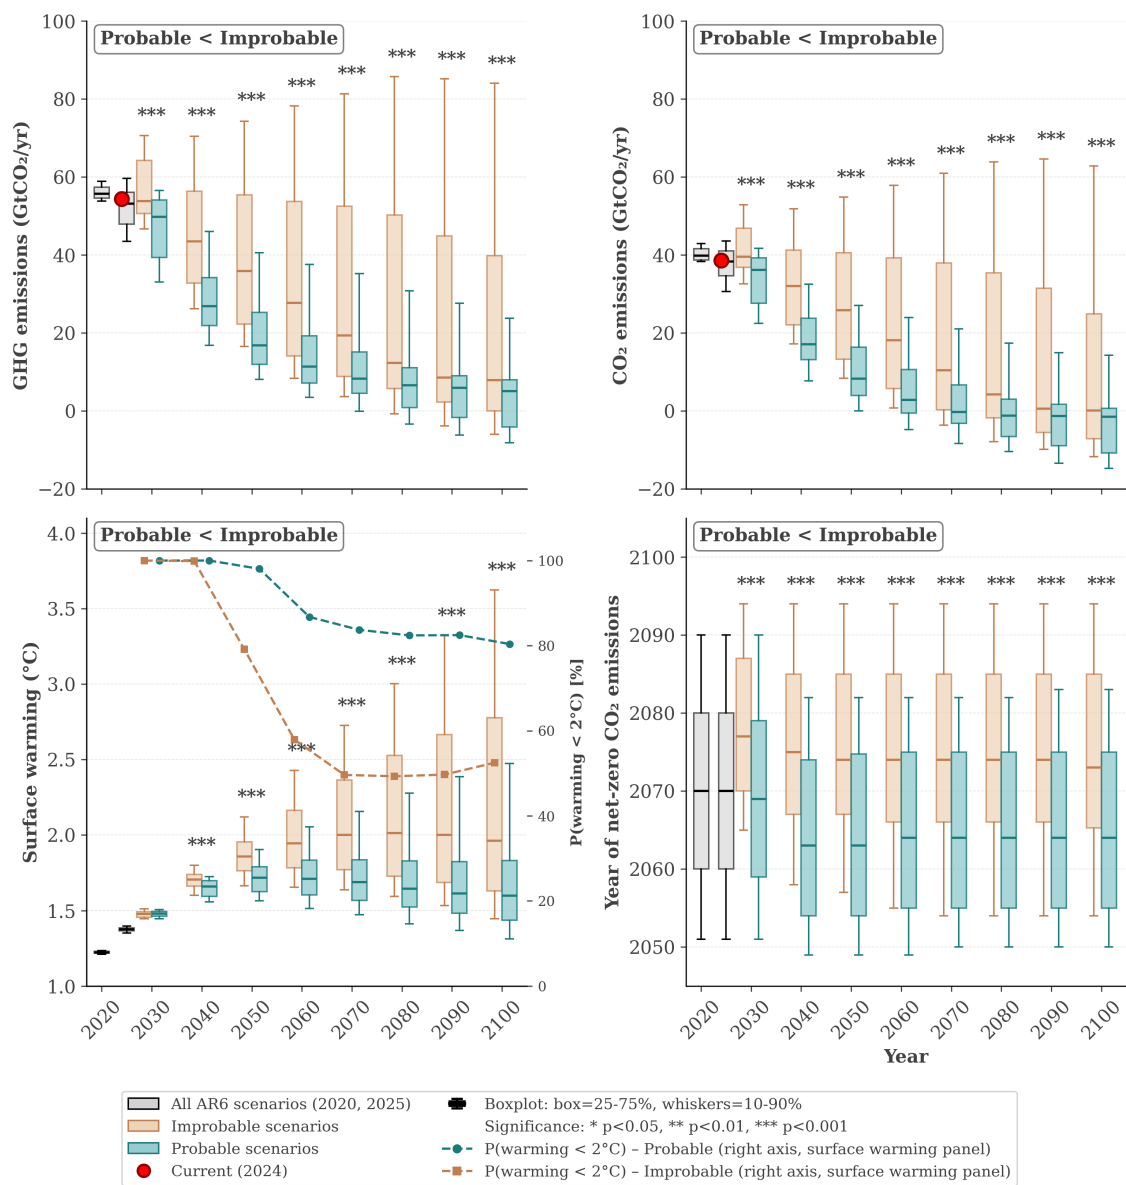 Probable < Improbable
GHG emissions (GtCO₂/yr)
100
80
60
40
20
0
−20
*** *** *** *** *** *** *** ***
Probable < Improbable
CO₂ emissions (GtCO₂/yr)
100
80
60
40
20
0
−20
*** *** *** *** *** *** *** ***
Probable < Improbable
Surface warming (°C)
4.0
3.5
3.0
2.5
2.0
1.5
1.0
*** *** *** *** *** *** ***
P(warming < 2°C) [%]
100
80
60
40
20
0
2020 2030 2040 2050 2060 2070 2080 2090 2100
Probable < Improbable
Year of net-zero CO₂ emissions
2100
2090
2080
2070
2060
2050
*** *** *** *** *** *** *** ***
2020 2030 2040 2050 2060 2070 2080 2090 2100
Year
All AR6 scenarios (2020, 2025)
Improbable scenarios
Probable scenarios
Current (2024)
Boxplot: box=25-75%, whiskers=10-90%
Significance: * p<0.05, ** p<0.01, *** p<0.001
P(warming < 2°C) – Probable (right axis, surface warming panel)
P(warming < 2°C) – Improbable (right axis, surface warming panel)